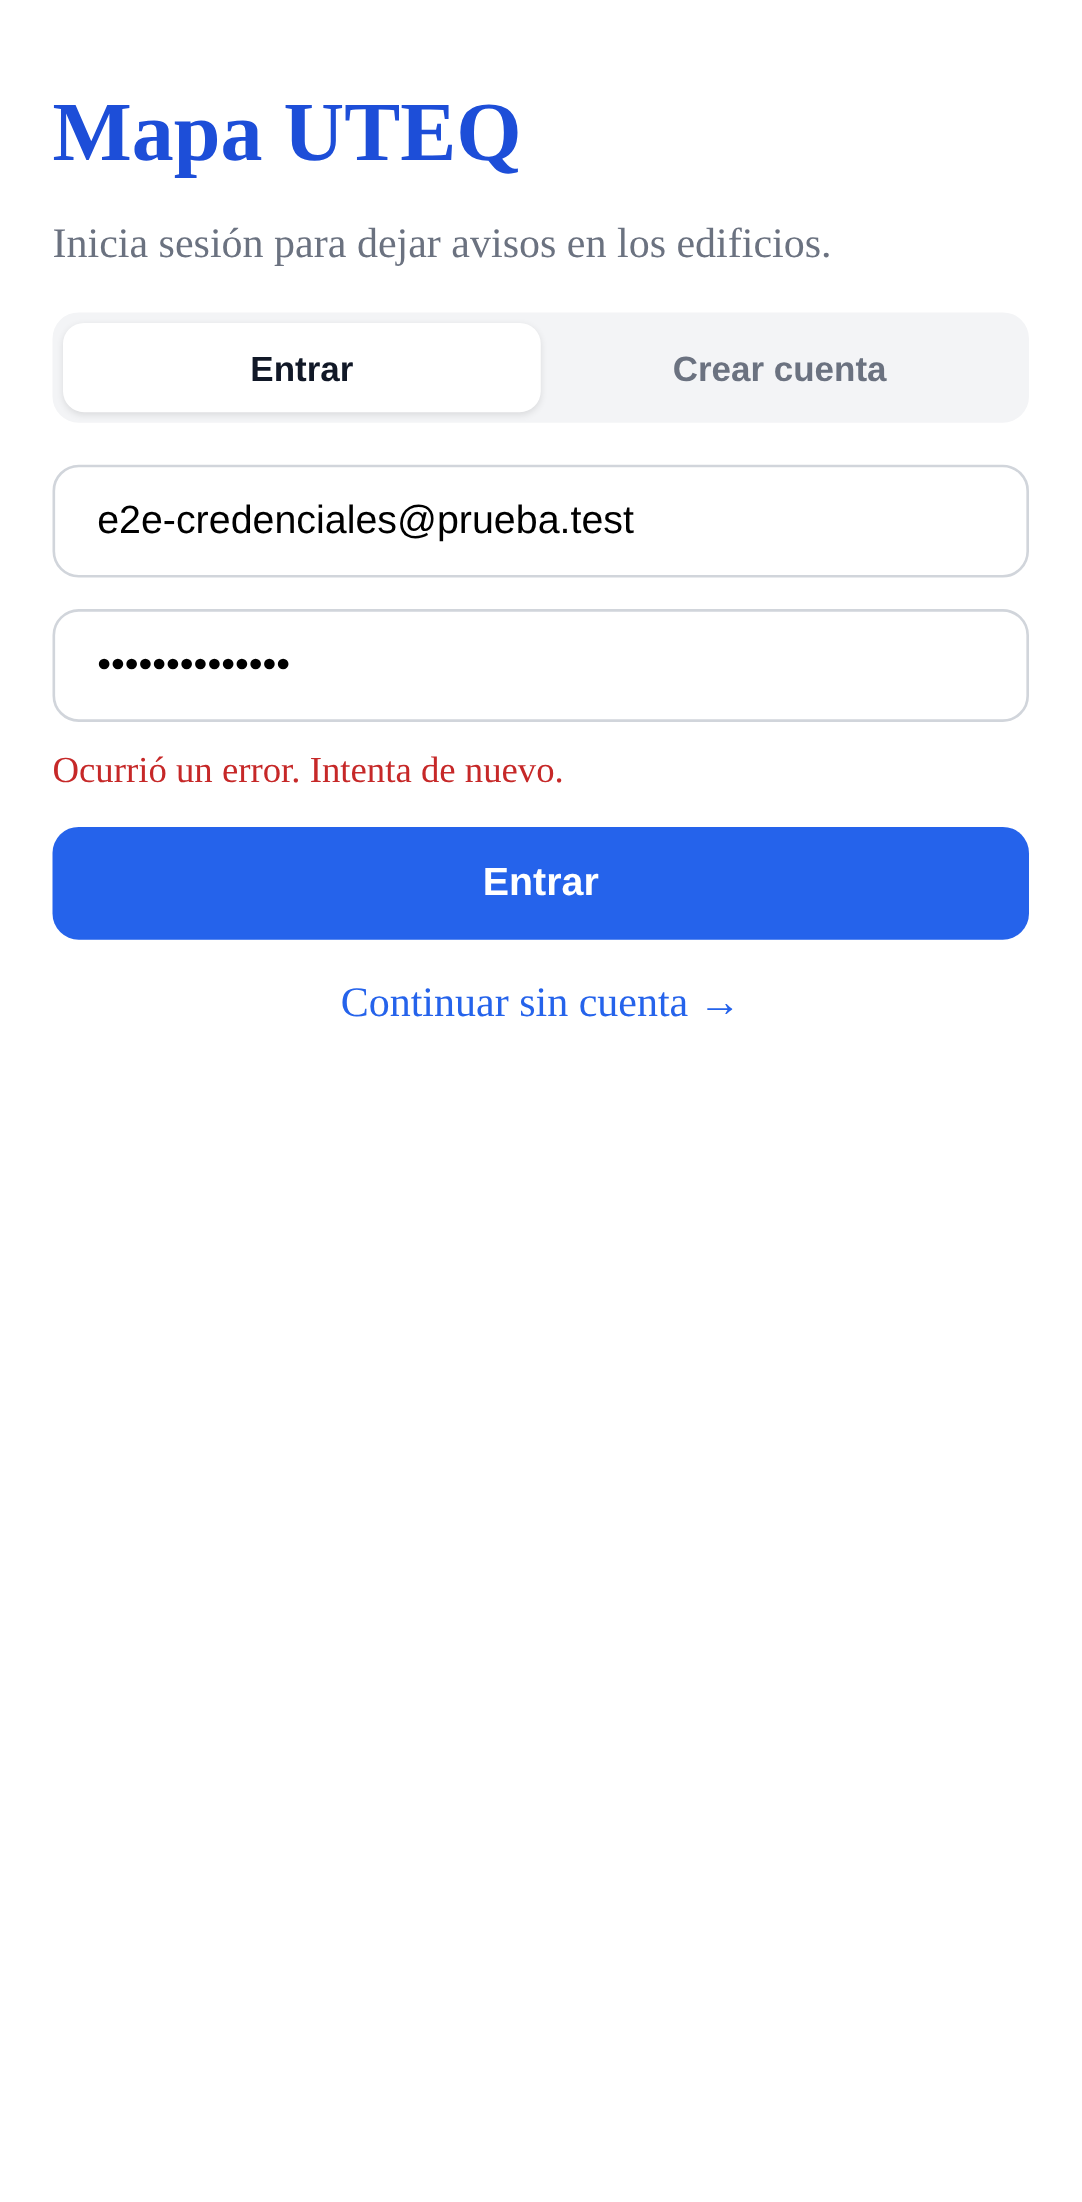 Mapa UTEQ
Inicia sesión para dejar avisos en los edificios.
Entrar
Crear cuenta
e2e-credenciales@prueba.test
••••••••••••••
Ocurrió un error. Intenta de nuevo.
Entrar
Continuar sin cuenta →